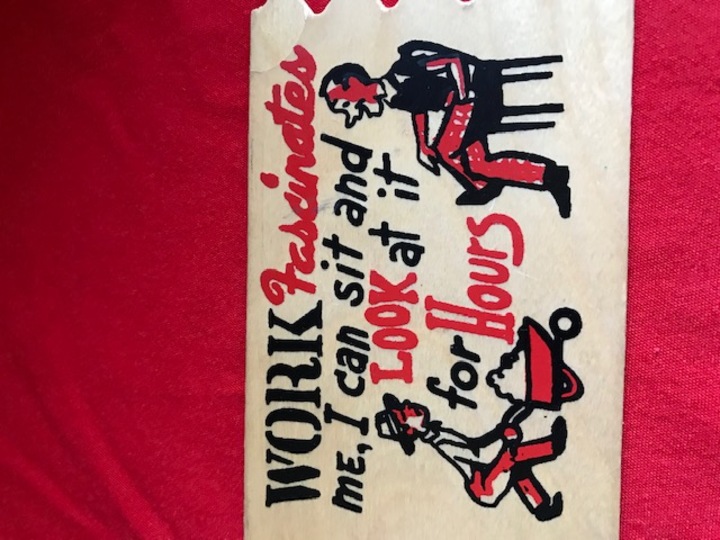 WORK Fascinates
mE, I can sit and
LOOK at it
for Hours